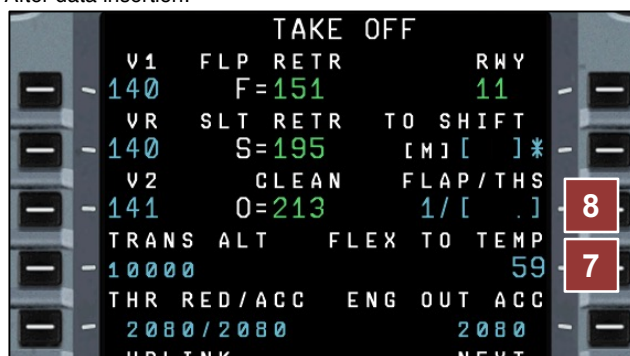 After data insertion:
TAKE OFF
V1 FLP RETR RWY
140 F=151 11
VR SLT RETR TO SHIFT
140 S=195 [M][ ]*
V2 CLEAN FLAP/THS
141 O=213 1/[ .] 8
TRANS ALT FLEX TO TEMP
10000 59 7
THR RED/ACC ENG OUT ACC
2080/2080 2080
UPLINK NEXT